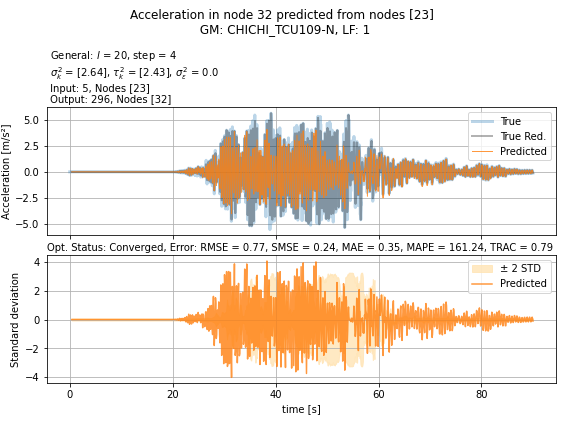 Acceleration in node 32 predicted from nodes [23]
GM: CHICHI_TCU109-N, LF: 1
General: l = 20, step = 4
σ²ₖ = [2.64], τ²ₖ = [2.43], σ²ₑ = 0.0
Input: 5, Nodes [23]
Output: 296, Nodes [32]
Acceleration [m/s²]
5.0
2.5
0.0
−2.5
−5.0
True
True Red.
Predicted
Opt. Status: Converged, Error: RMSE = 0.77, SMSE = 0.24, MAE = 0.35, MAPE = 161.24, TRAC = 0.79
Standard deviation
4
2
0
−2
−4
± 2 STD
Predicted
0 20 40 60 80
time [s]